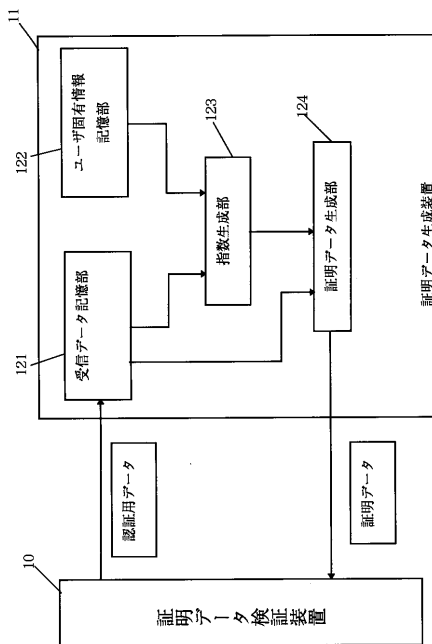 11
122
ユーザ固有情報
記憶部
123
指数生成部
124
証明データ生成部
証明データ生成装置
121
受信データ記憶部
認証用データ
証明データ
10
証明データ検証装置